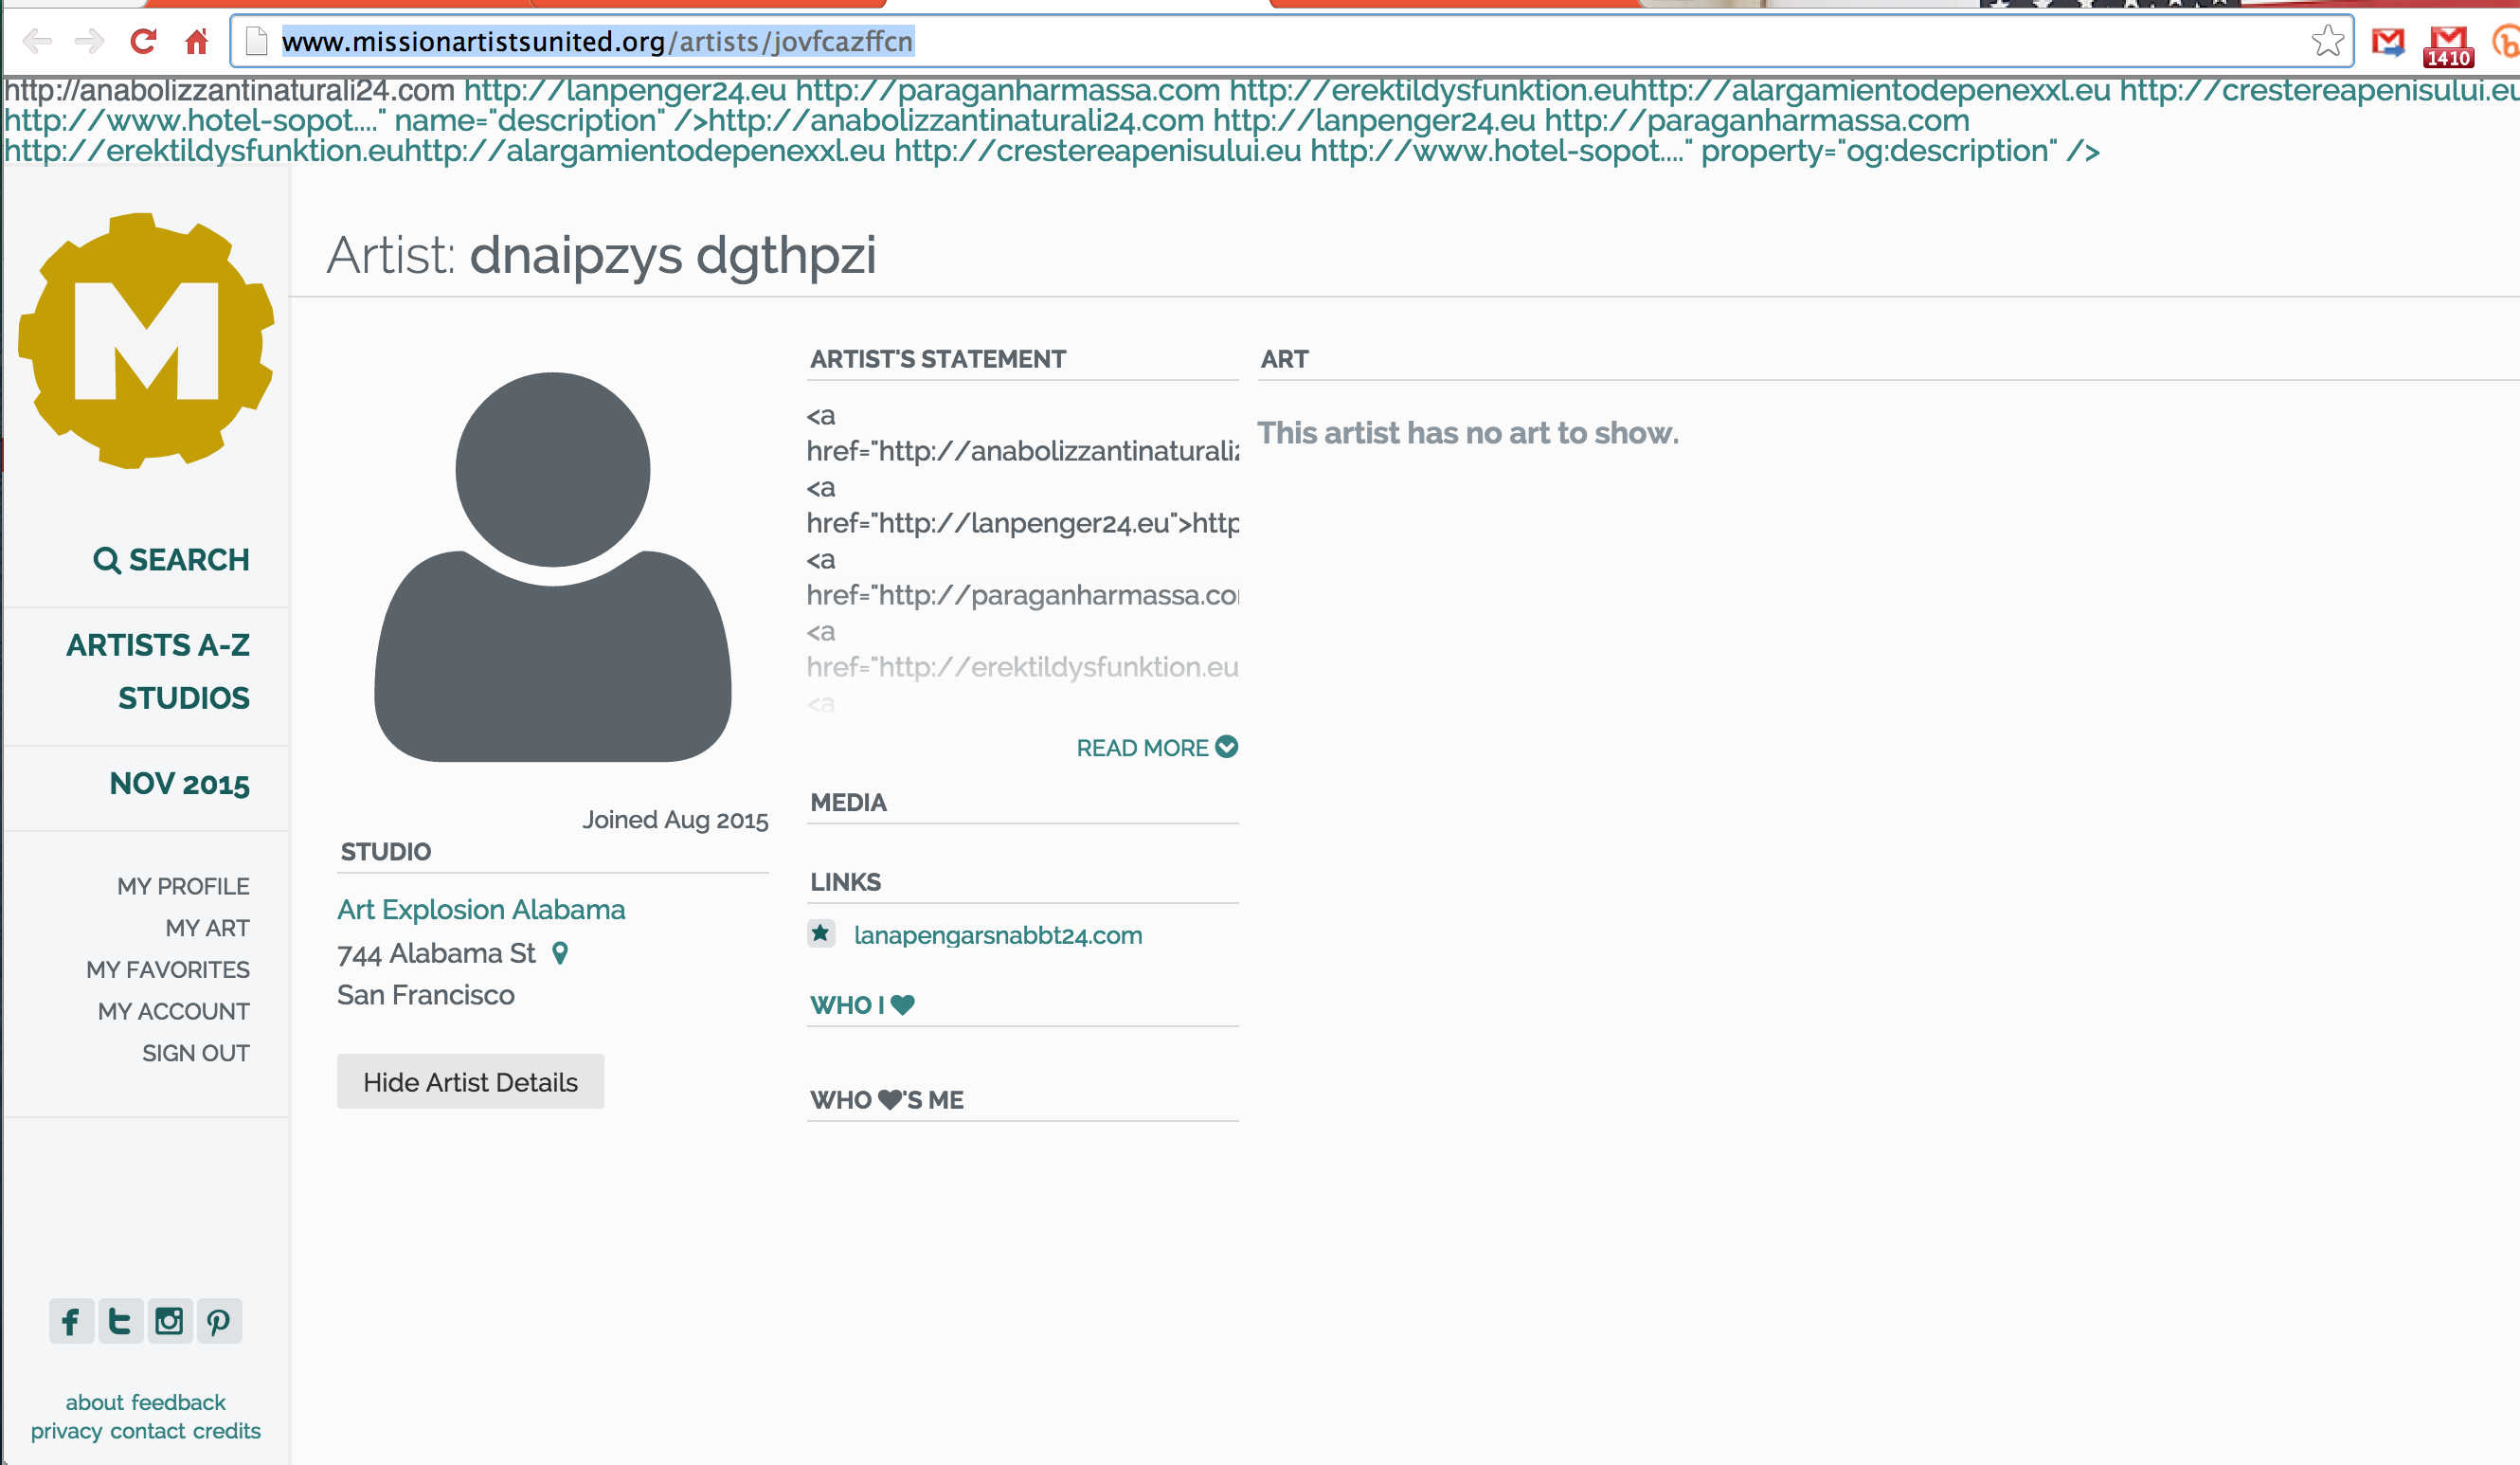 www.missionartistsunited.org/artists/jovfcazffcn
1410
http://anabolizzantinaturali24.com http://lanpenger24.eu http://paraganharmassa.com http://erektildysfunktion.euhttp://alargamientodepenexxl.eu http://crestereapenisului.eu
http://www.hotel-sopot...." name="description" />http://anabolizzantinaturali24.com http://lanpenger24.eu http://paraganharmassa.com
http://erektildysfunktion.euhttp://alargamientodepenexxl.eu http://crestereapenisului.eu http://www.hotel-sopot...." property="og:description" />
M
SEARCH
ARTISTS A-Z
STUDIOS
NOV 2015
MY PROFILE
MY ART
MY FAVORITES
MY ACCOUNT
SIGN OUT
about feedback
privacy contact credits
Artist: dnaipzys dgthpzi
Joined Aug 2015
STUDIO
Art Explosion Alabama
744 Alabama St
San Francisco
Hide Artist Details
ARTIST'S STATEMENT
<a
href="http://anabolizzantinaturali2
<a
href="http://lanpenger24.eu">http
<a
href="http://paraganharmassa.co
<a
href="http://erektildysfunktion.eu
<a
READ MORE
MEDIA
LINKS
lanapengarsnabbt24.com
WHO I ♥
WHO ♥'S ME
ART
This artist has no art to show.